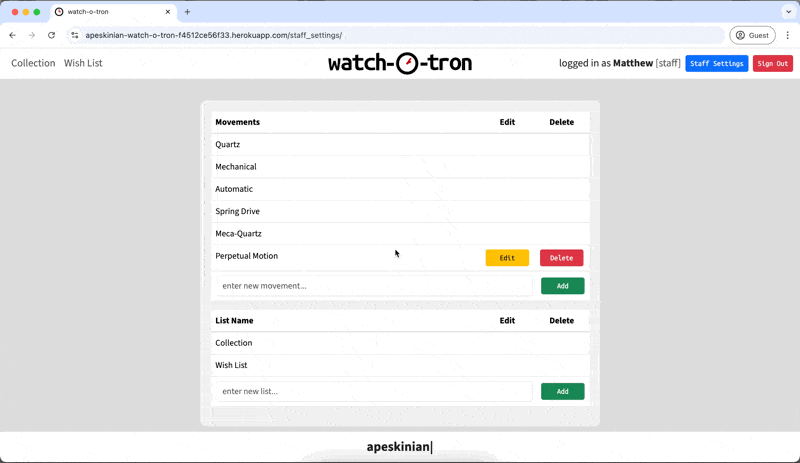 watch-o-tron
apeskinian-watch-o-tron-f4512ce56f33.herokuapp.com/staff_settings/
Guest
Collection Wish List
watch-O-tron
logged in as Matthew [staff] Staff Settings Sign Out
Movements Edit Delete
Quartz
Mechanical
Automatic
Spring Drive
Meca-Quartz
Perpetual Motion Edit Delete
enter new movement... Add
List Name Edit Delete
Collection
Wish List
enter new list... Add
apeskinian|